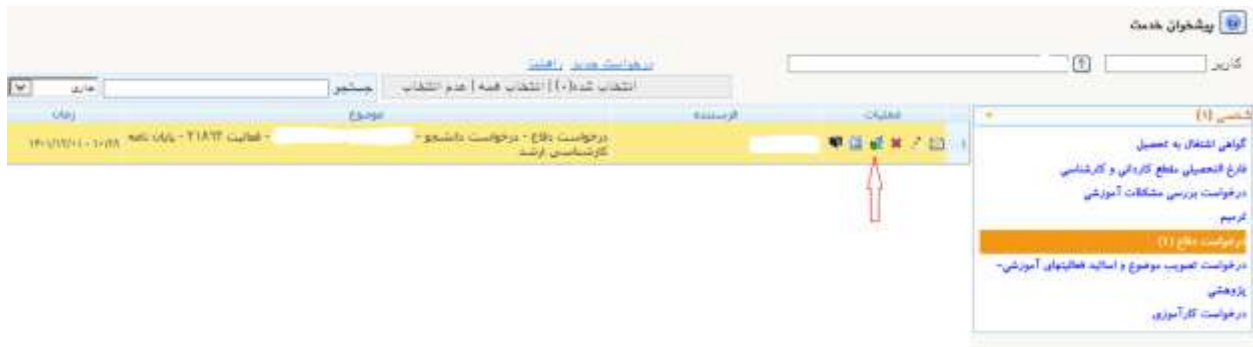 پیشخوان خدمت
کاربر
درخواست جدید راهنما
انتخاب شده(۰) | انتخاب همه | عدم انتخاب جستجو جاری
شخصی (۱)
عملیات فرستنده موضوع زمان
۱ درخواست دفاع - درخواست دانشجو - - فعالیت ۲۱۸۶۳ - پایان نامه
کارشناسی ارشد
گواهی اشتغال به تحصیل
فارغ التحصیلی مقطع کاردانی و کارشناسی
درخواست بررسی مشکلات آموزشی
ترمیم
درخواست دفاع (۱)
درخواست تصویب موضوع و اساتید فعالیتهای آموزشی-
پژوهشی
درخواست کارآموزی